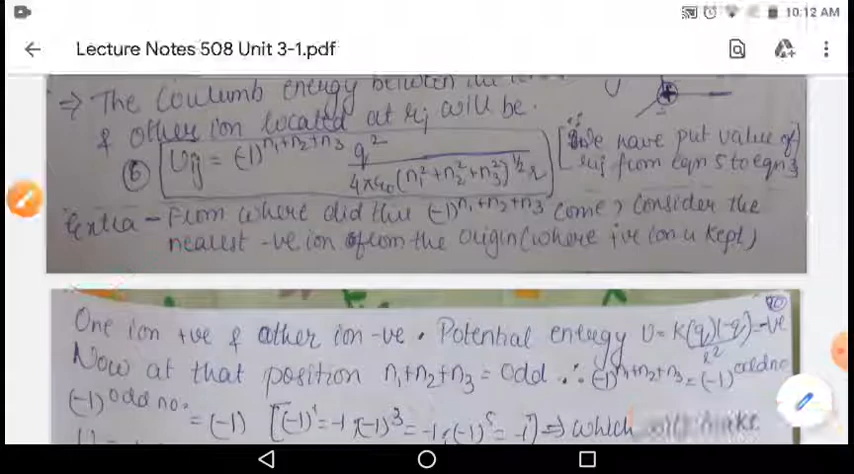 10:12 AM
Lecture Notes 508 Unit 3-1.pdf
⇒ The Coulomb energy between
& other ion located at rij will be.
⑥ Uij = (-1)^n₁+n₂+n₃ q² / 4πε₀(n₁²+n₂²+n₃²)^½ r [We have put value of
rij from eqn 5 to eqn 3]
Extra - From where did this (-1)^n₁+n₂+n₃ come, consider the
nearest -ve ion from the origin (where +ve ion is kept)
One ion +ve & other ion -ve. Potential energy U = K(q)(-q)/r² = -ve
Now at that position n₁+n₂+n₃ = odd ∴ (-1)^n₁+n₂+n₃ = (-1)^odd no
(-1)^odd no. = (-1) [(-1)¹ = -1, (-1)³ = -1, (-1)⁵ = -1] ⇒ which will make